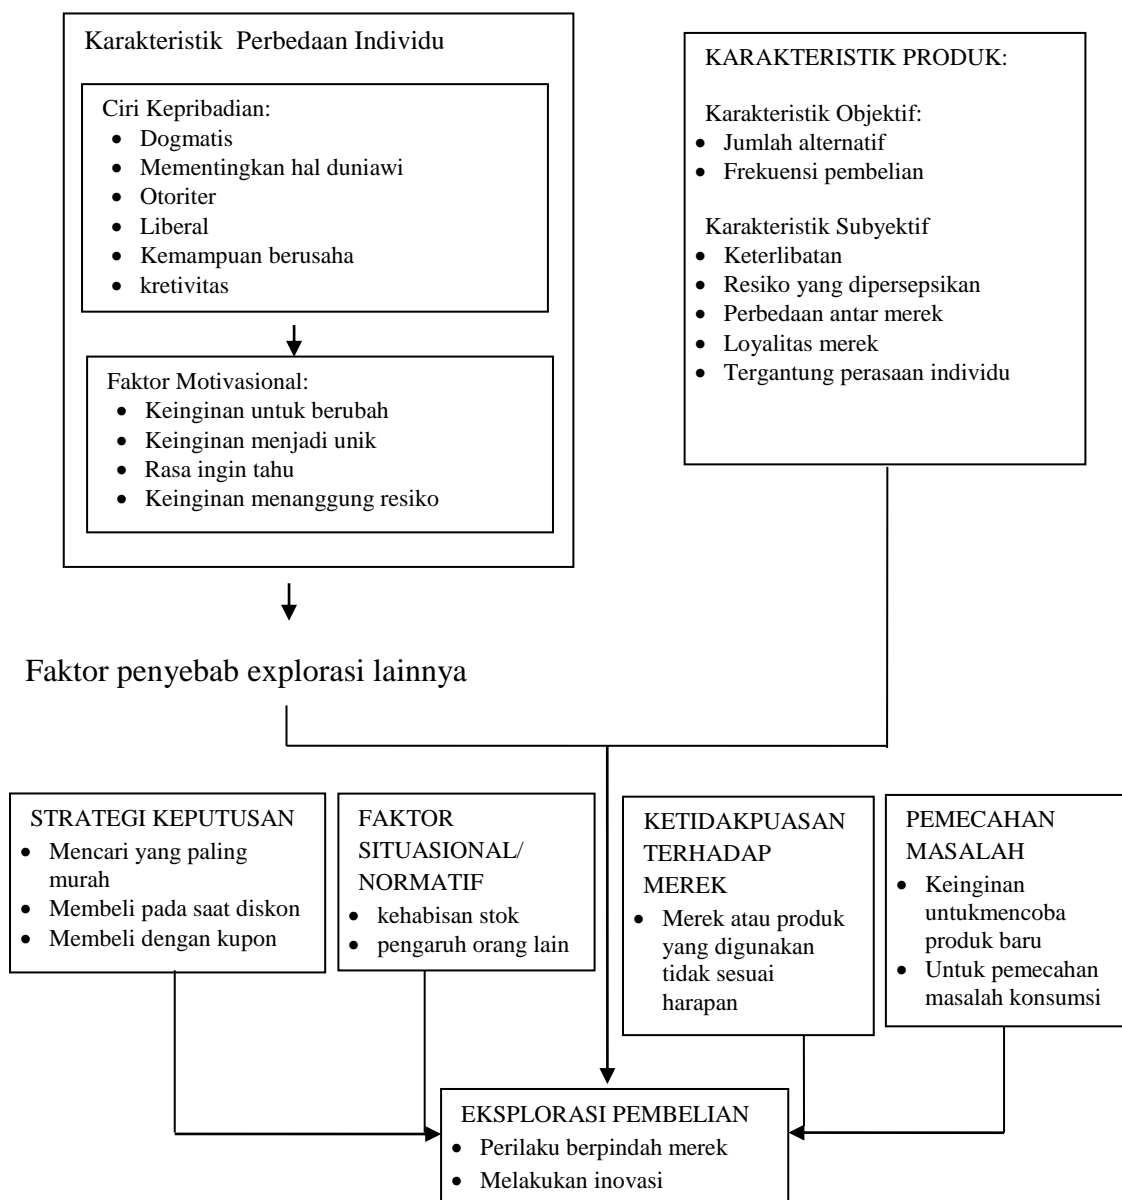 Karakteristik  Perbedaan Individu
Ciri Kepribadian:
• Dogmatis
• Mementingkan hal duniawi
• Otoriter
• Liberal
• Kemampuan berusaha
• kretivitas
Faktor Motivasional:
• Keinginan untuk berubah
• Keinginan menjadi unik
• Rasa ingin tahu
• Keinginan menanggung resiko
KARAKTERISTIK PRODUK:
Karakteristik Objektif:
• Jumlah alternatif
• Frekuensi pembelian
Karakteristik Subyektif
• Keterlibatan
• Resiko yang dipersepsikan
• Perbedaan antar merek
• Loyalitas merek
• Tergantung perasaan individu
Faktor penyebab explorasi lainnya
STRATEGI KEPUTUSAN
• Mencari yang paling
murah
• Membeli pada saat diskon
• Membeli dengan kupon
FAKTOR
SITUASIONAL/
NORMATIF
• kehabisan stok
• pengaruh orang lain
KETIDAKPUASAN
TERHADAP
MEREK
• Merek atau produk
yang digunakan
tidak sesuai
harapan
PEMECAHAN
MASALAH
• Keinginan
untukmencoba
produk baru
• Untuk pemecahan
masalah konsumsi
EKSPLORASI PEMBELIAN
• Perilaku berpindah merek
• Melakukan inovasi